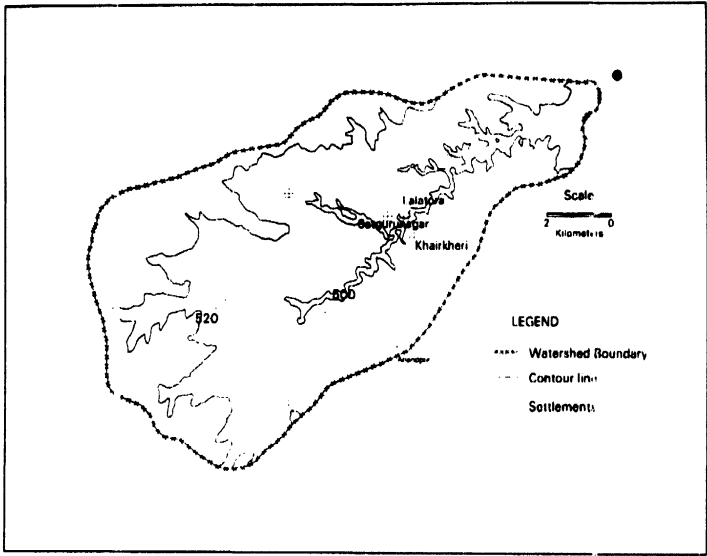 Lalatora
Khairkheri
500
520
Scale
2 0
Kilometers
LEGEND
Watershed Boundary
Contour line
Settlements